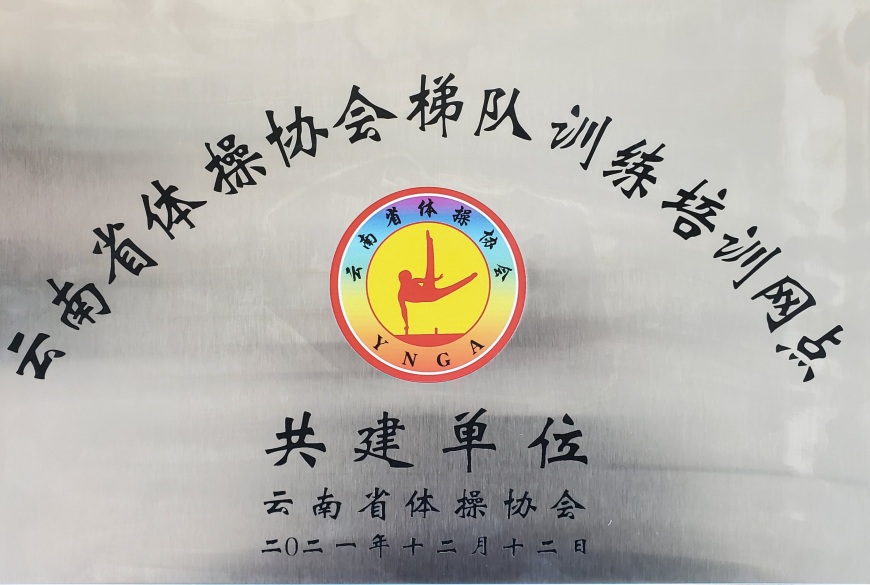 云南省体操协会梯队训练培训网点
云南省体操协会
YNGA
共建单位
云南省体操协会
二0二一年十二月十二日